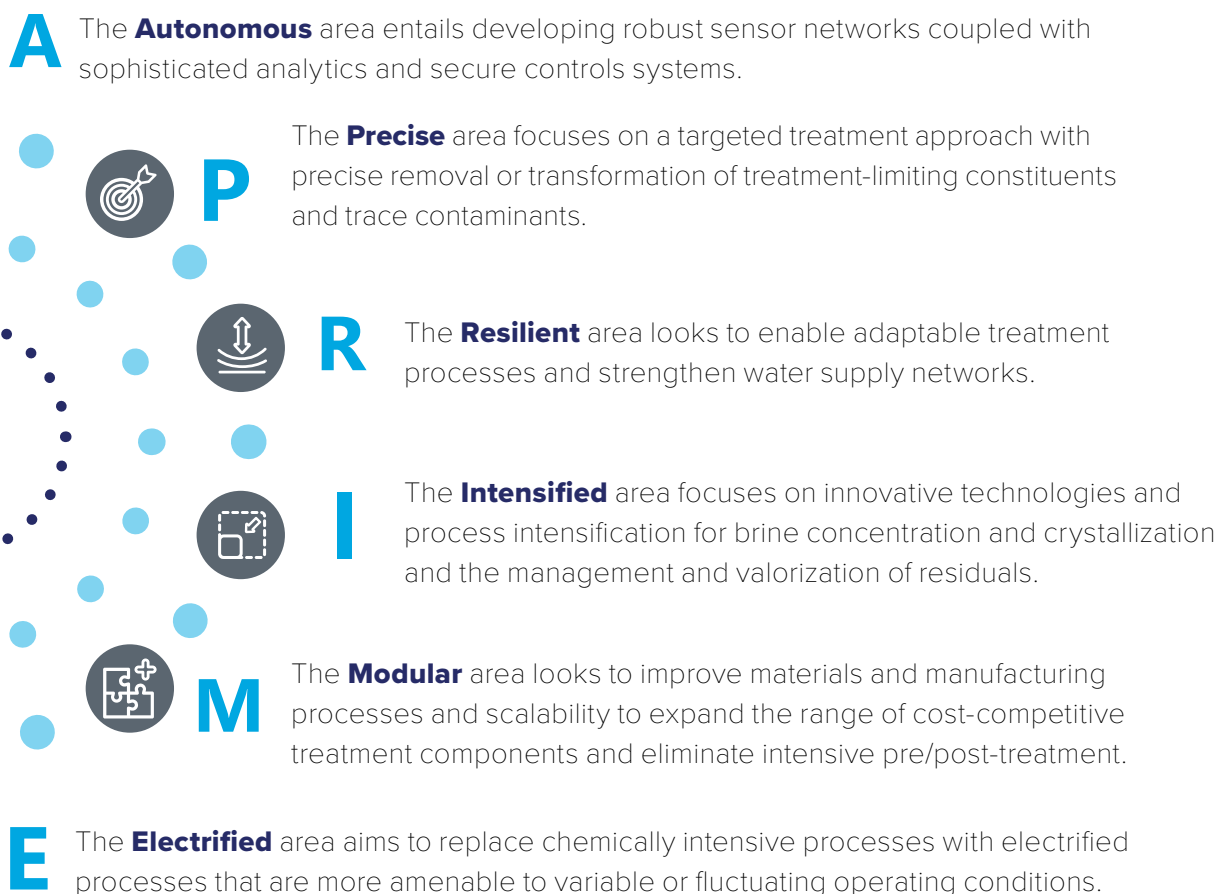 A The Autonomous area entails developing robust sensor networks coupled with
sophisticated analytics and secure controls systems.
P The Precise area focuses on a targeted treatment approach with
precise removal or transformation of treatment-limiting constituents
and trace contaminants.
R The Resilient area looks to enable adaptable treatment
processes and strengthen water supply networks.
I The Intensified area focuses on innovative technologies and
process intensification for brine concentration and crystallization
and the management and valorization of residuals.
M The Modular area looks to improve materials and manufacturing
processes and scalability to expand the range of cost-competitive
treatment components and eliminate intensive pre/post-treatment.
E The Electrified area aims to replace chemically intensive processes with electrified
processes that are more amenable to variable or fluctuating operating conditions.